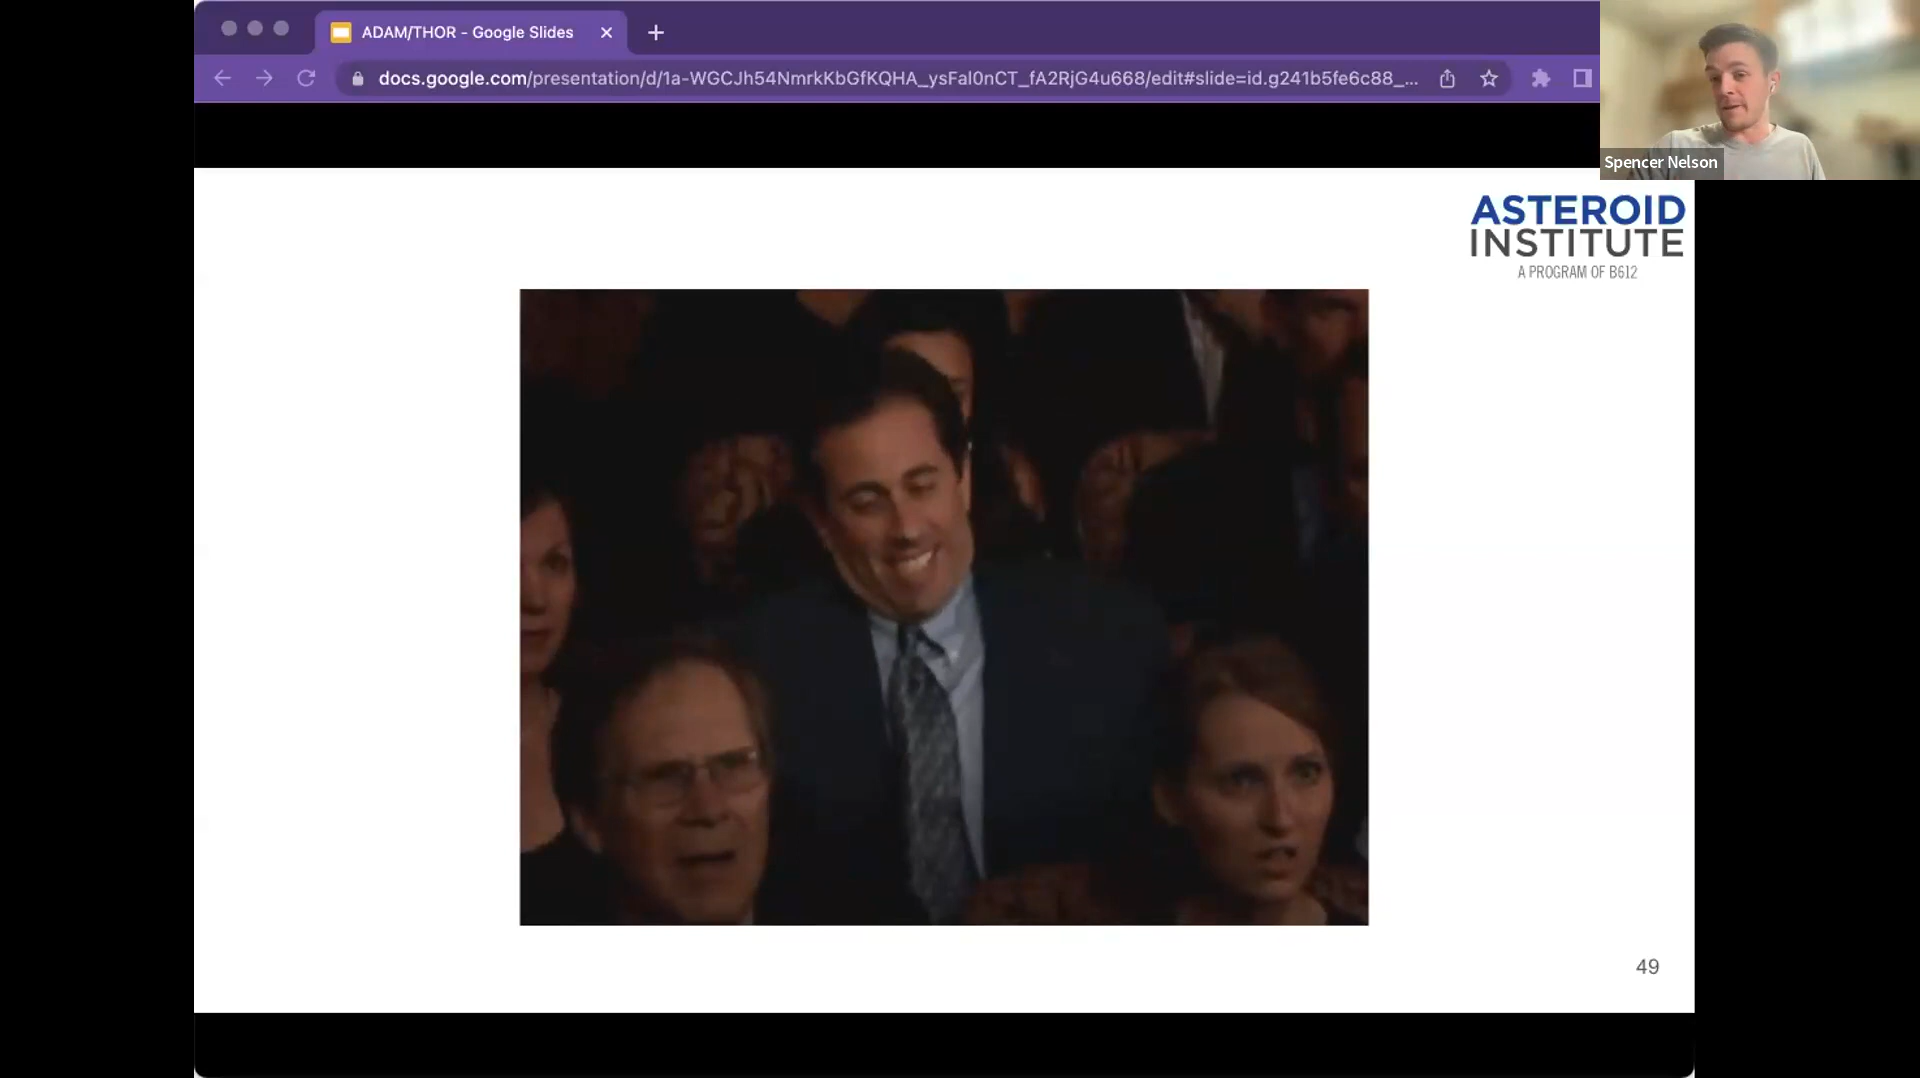 ADAM/THOR - Google Slides
docs.google.com/presentation/d/1a-WGCJh54NmrkKbGfKQHA_ysFal0nCT_fA2RjG4u668/edit#slide=id.g241b5fe6c88_...
Spencer Nelson
ASTEROID
INSTITUTE
A PROGRAM OF B612
49